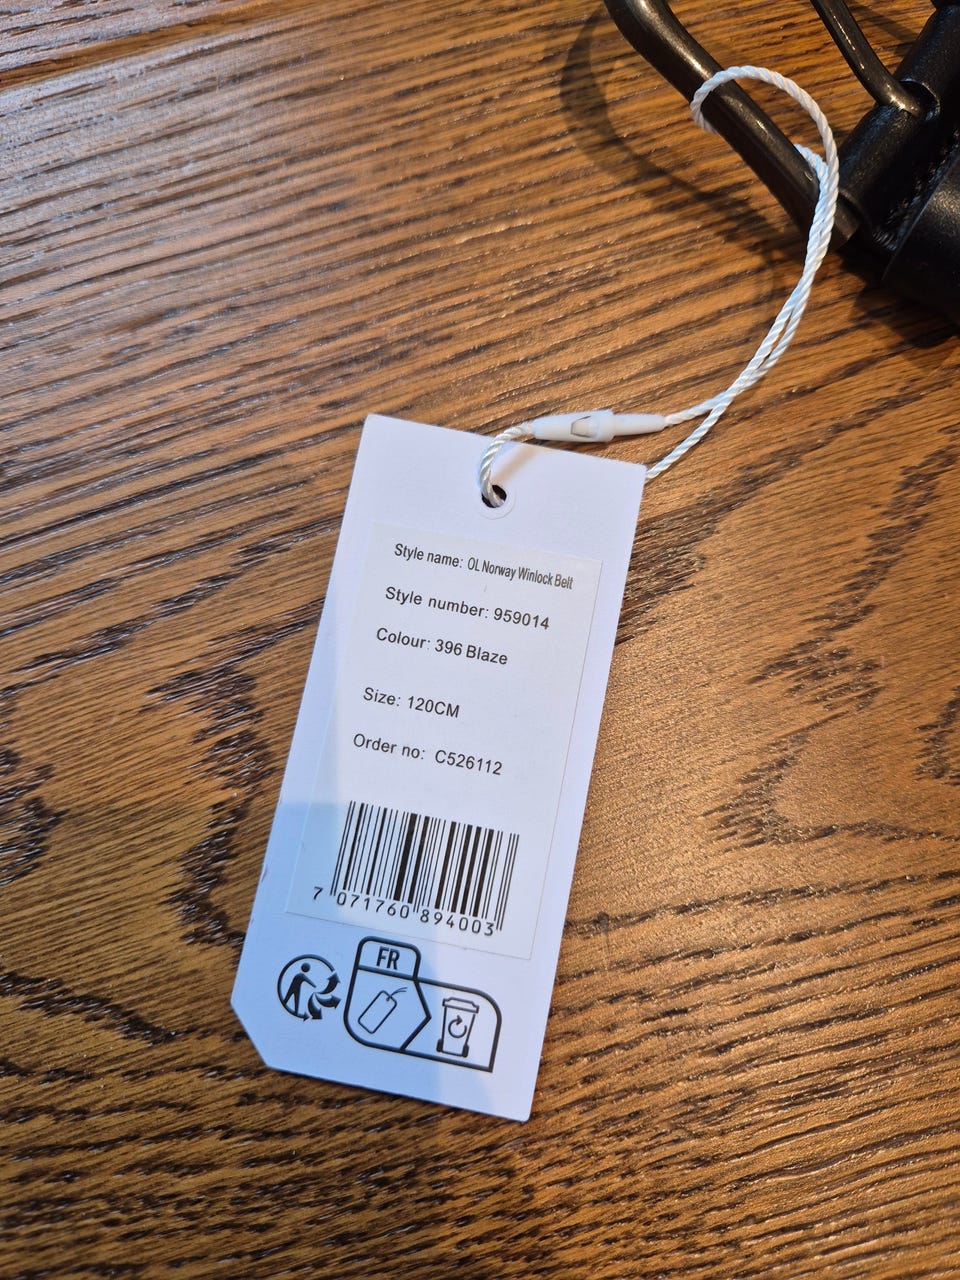 Style name: OL Norway Winlock Belt
Style number: 959014
Colour: 396 Blaze
Size: 120CM
Order no: C526112
7 071760 894003
FR